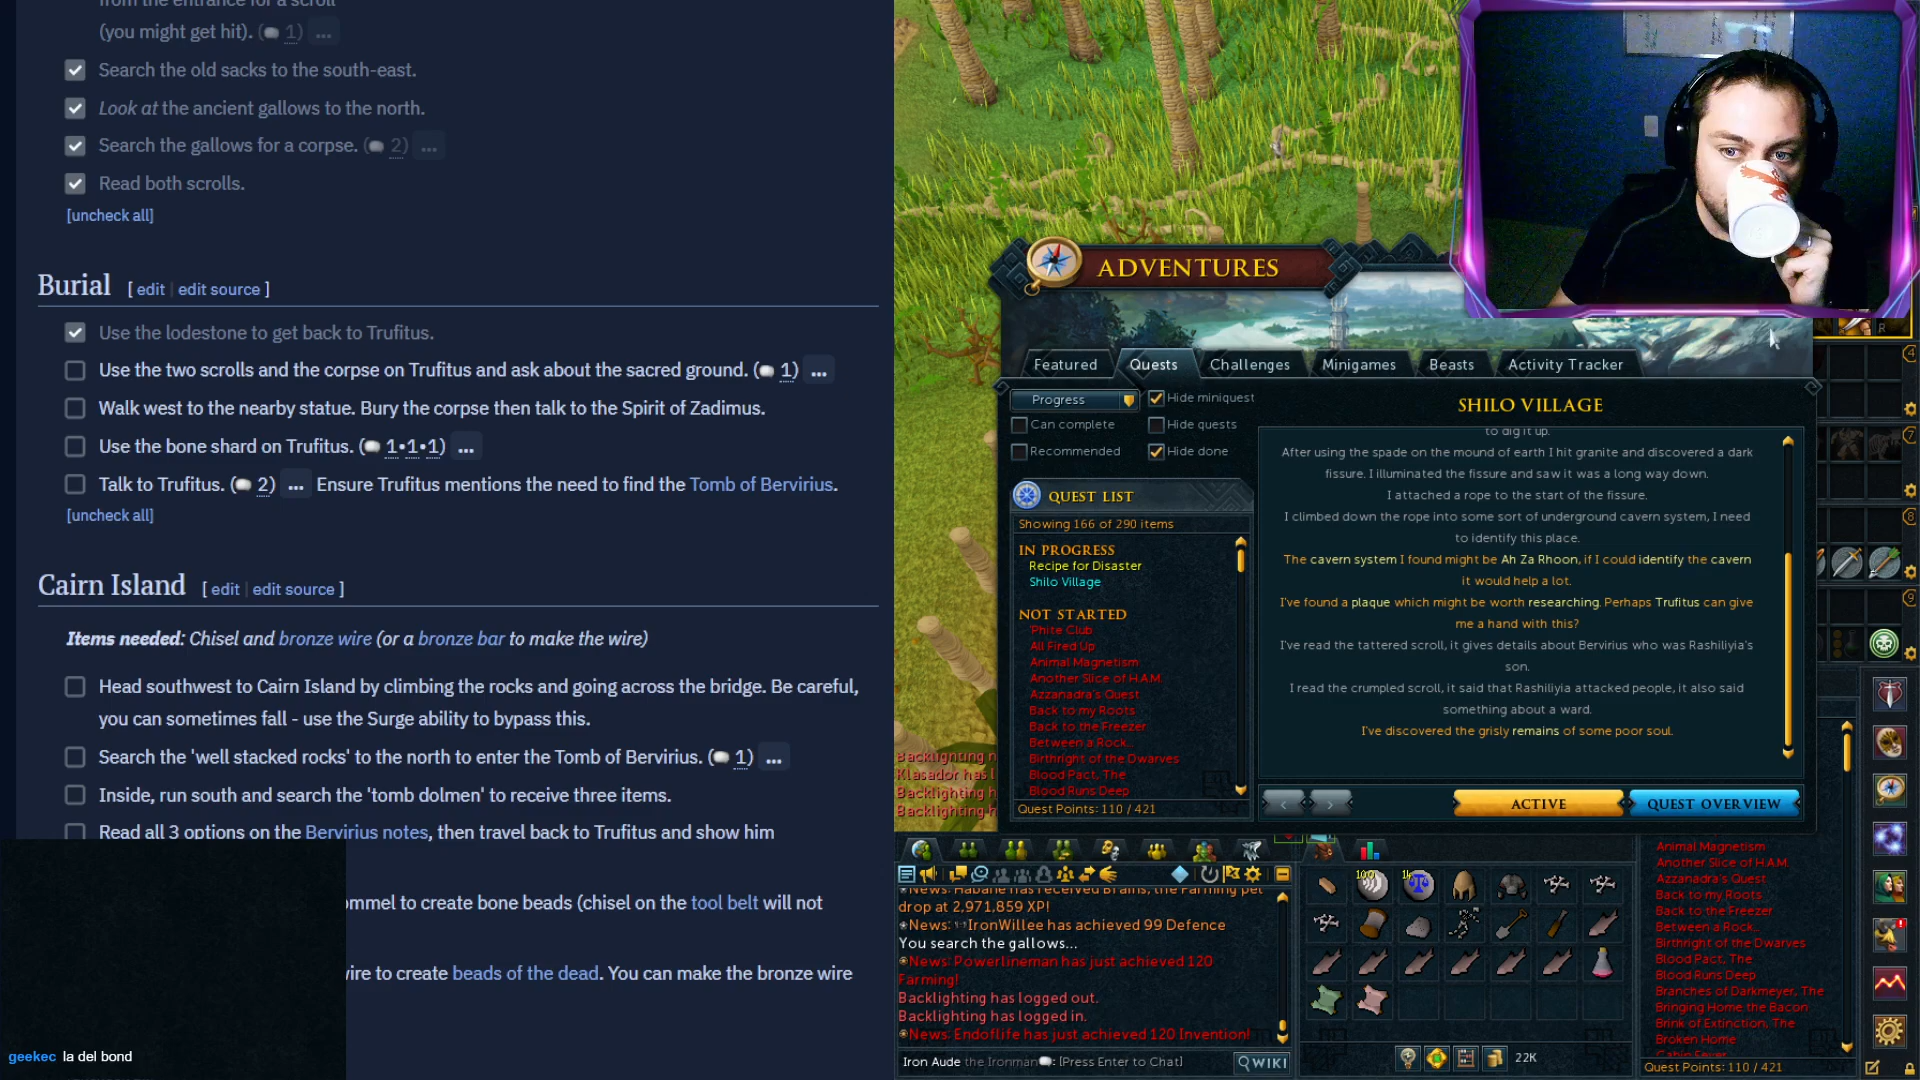 from the entrance for a scroll
(you might get hit). (1) ...
Search the old sacks to the south-east.
Look at the ancient gallows to the north.
Search the gallows for a corpse. (2) ...
Read both scrolls.
[uncheck all]
Burial [ edit | edit source ]
Use the lodestone to get back to Trufitus.
Use the two scrolls and the corpse on Trufitus and ask about the sacred ground. (1) ...
Walk west to the nearby statue. Bury the corpse then talk to the Spirit of Zadimus.
Use the bone shard on Trufitus. (1•1•1) ...
Talk to Trufitus. (2) ... Ensure Trufitus mentions the need to find the Tomb of Bervirius.
[uncheck all]
Cairn Island [ edit | edit source ]
Items needed: Chisel and bronze wire (or a bronze bar to make the wire)
Head southwest to Cairn Island by climbing the rocks and going across the bridge. Be careful,
you can sometimes fall - use the Surge ability to bypass this.
Search the 'well stacked rocks' to the north to enter the Tomb of Bervirius. (1) ...
Inside, run south and search the 'tomb dolmen' to receive three items.
Read all 3 options on the Bervirius notes, then travel back to Trufitus and show him
ommel to create bone beads (chisel on the tool belt will not
vire to create beads of the dead. You can make the bronze wire
geekec la del bond
ADVENTURES
Featured
Quests
Challenges
Minigames
Beasts
Activity Tracker
Progress
Hide miniquest
Can complete
Hide quests
Recommended
Hide done
QUEST LIST
Showing 166 of 290 items
IN PROGRESS
Recipe for Disaster
Shilo Village
NOT STARTED
'Phite Club
All Fired Up
Animal Magnetism
Another Slice of H.A.M
Azzanadra's Quest
Back to my Roots
Back to the Freezer
Between a Rock...
Birthright of the Dwarves
Blood Pact, The
Blood Runs Deep
Quest Points: 110 / 421
SHILO VILLAGE
to dig it up.
After using the spade on the mound of earth I hit granite and discovered a dark
fissure. I illuminated the fissure and saw it was a long way down.
I attached a rope to the start of the fissure.
I climbed down the rope into some sort of underground cavern system, I need
to identify this place.
The cavern system I found might be Ah Za Rhoon, if I could identify the cavern
it would help a lot.
I've found a plaque which might be worth researching. Perhaps Trufitus can give
me a hand with this?
I've read the tattered scroll, it gives details about Bervirius who was Rashiliyia's
son.
I read the crumpled scroll, it said that Rashiliyia attacked people, it also said
something about a ward.
I've discovered the grisly remains of some poor soul.
ACTIVE
QUEST OVERVIEW
Backlighting h
Klasador has l
Backlighting h
Backlighting h
News: Habane has received Brains, the Farming pet
drop at 2,971,859 XP!
News: IronWillee has achieved 99 Defence
You search the gallows...
News: Powerlineman has just achieved 120
Farming!
Backlighting has logged out.
Backlighting has logged in.
News: Endoflife has just achieved 120 Invention!
Iron Aude the Ironman: [Press Enter to Chat]
WIKI
22K
R
4
7
8
9
Animal Magnetism
Another Slice of H.A.M.
Azzanadra's Quest
Back to my Roots
Back to the Freezer
Between a Rock...
Birthright of the Dwarves
Blood Pact, The
Blood Runs Deep
Branches of Darkmeyer, The
Bringing Home the Bacon
Brink of Extinction, The
Broken Home
Cabin Fever
Quest Points: 110 / 421